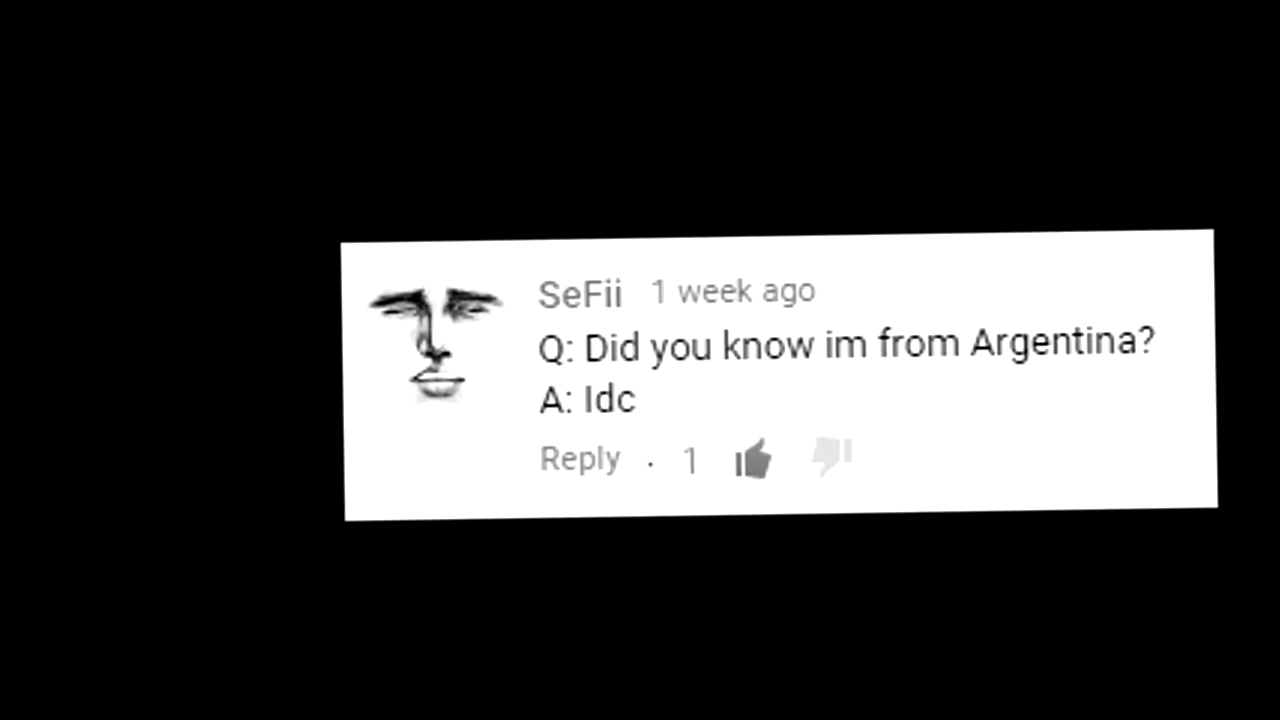 SeFii 1 week ago
Q: Did you know im from Argentina?
A: Idc
Reply · 1